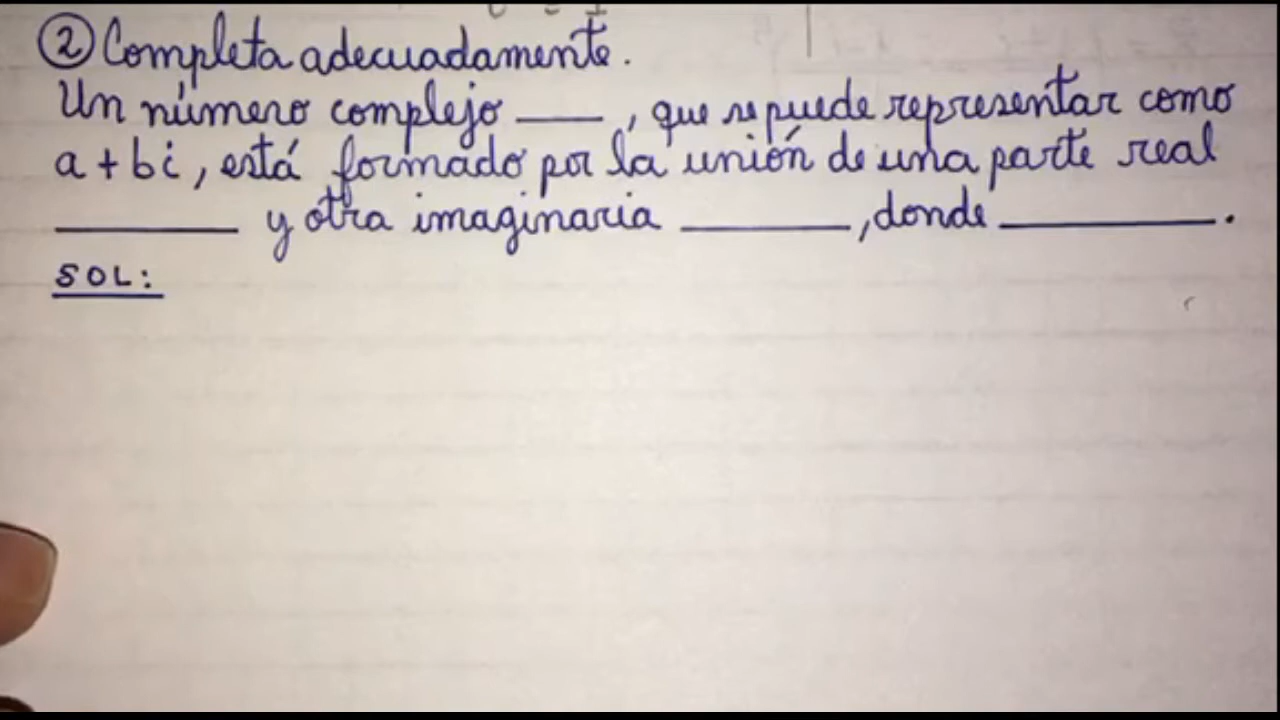 ② Completa adecuadamente.
Un número complejo ___, que se puede representar como
a + bi, está formado por la unión de una parte real
______ y otra imaginaria ______, donde ________.
SOL: